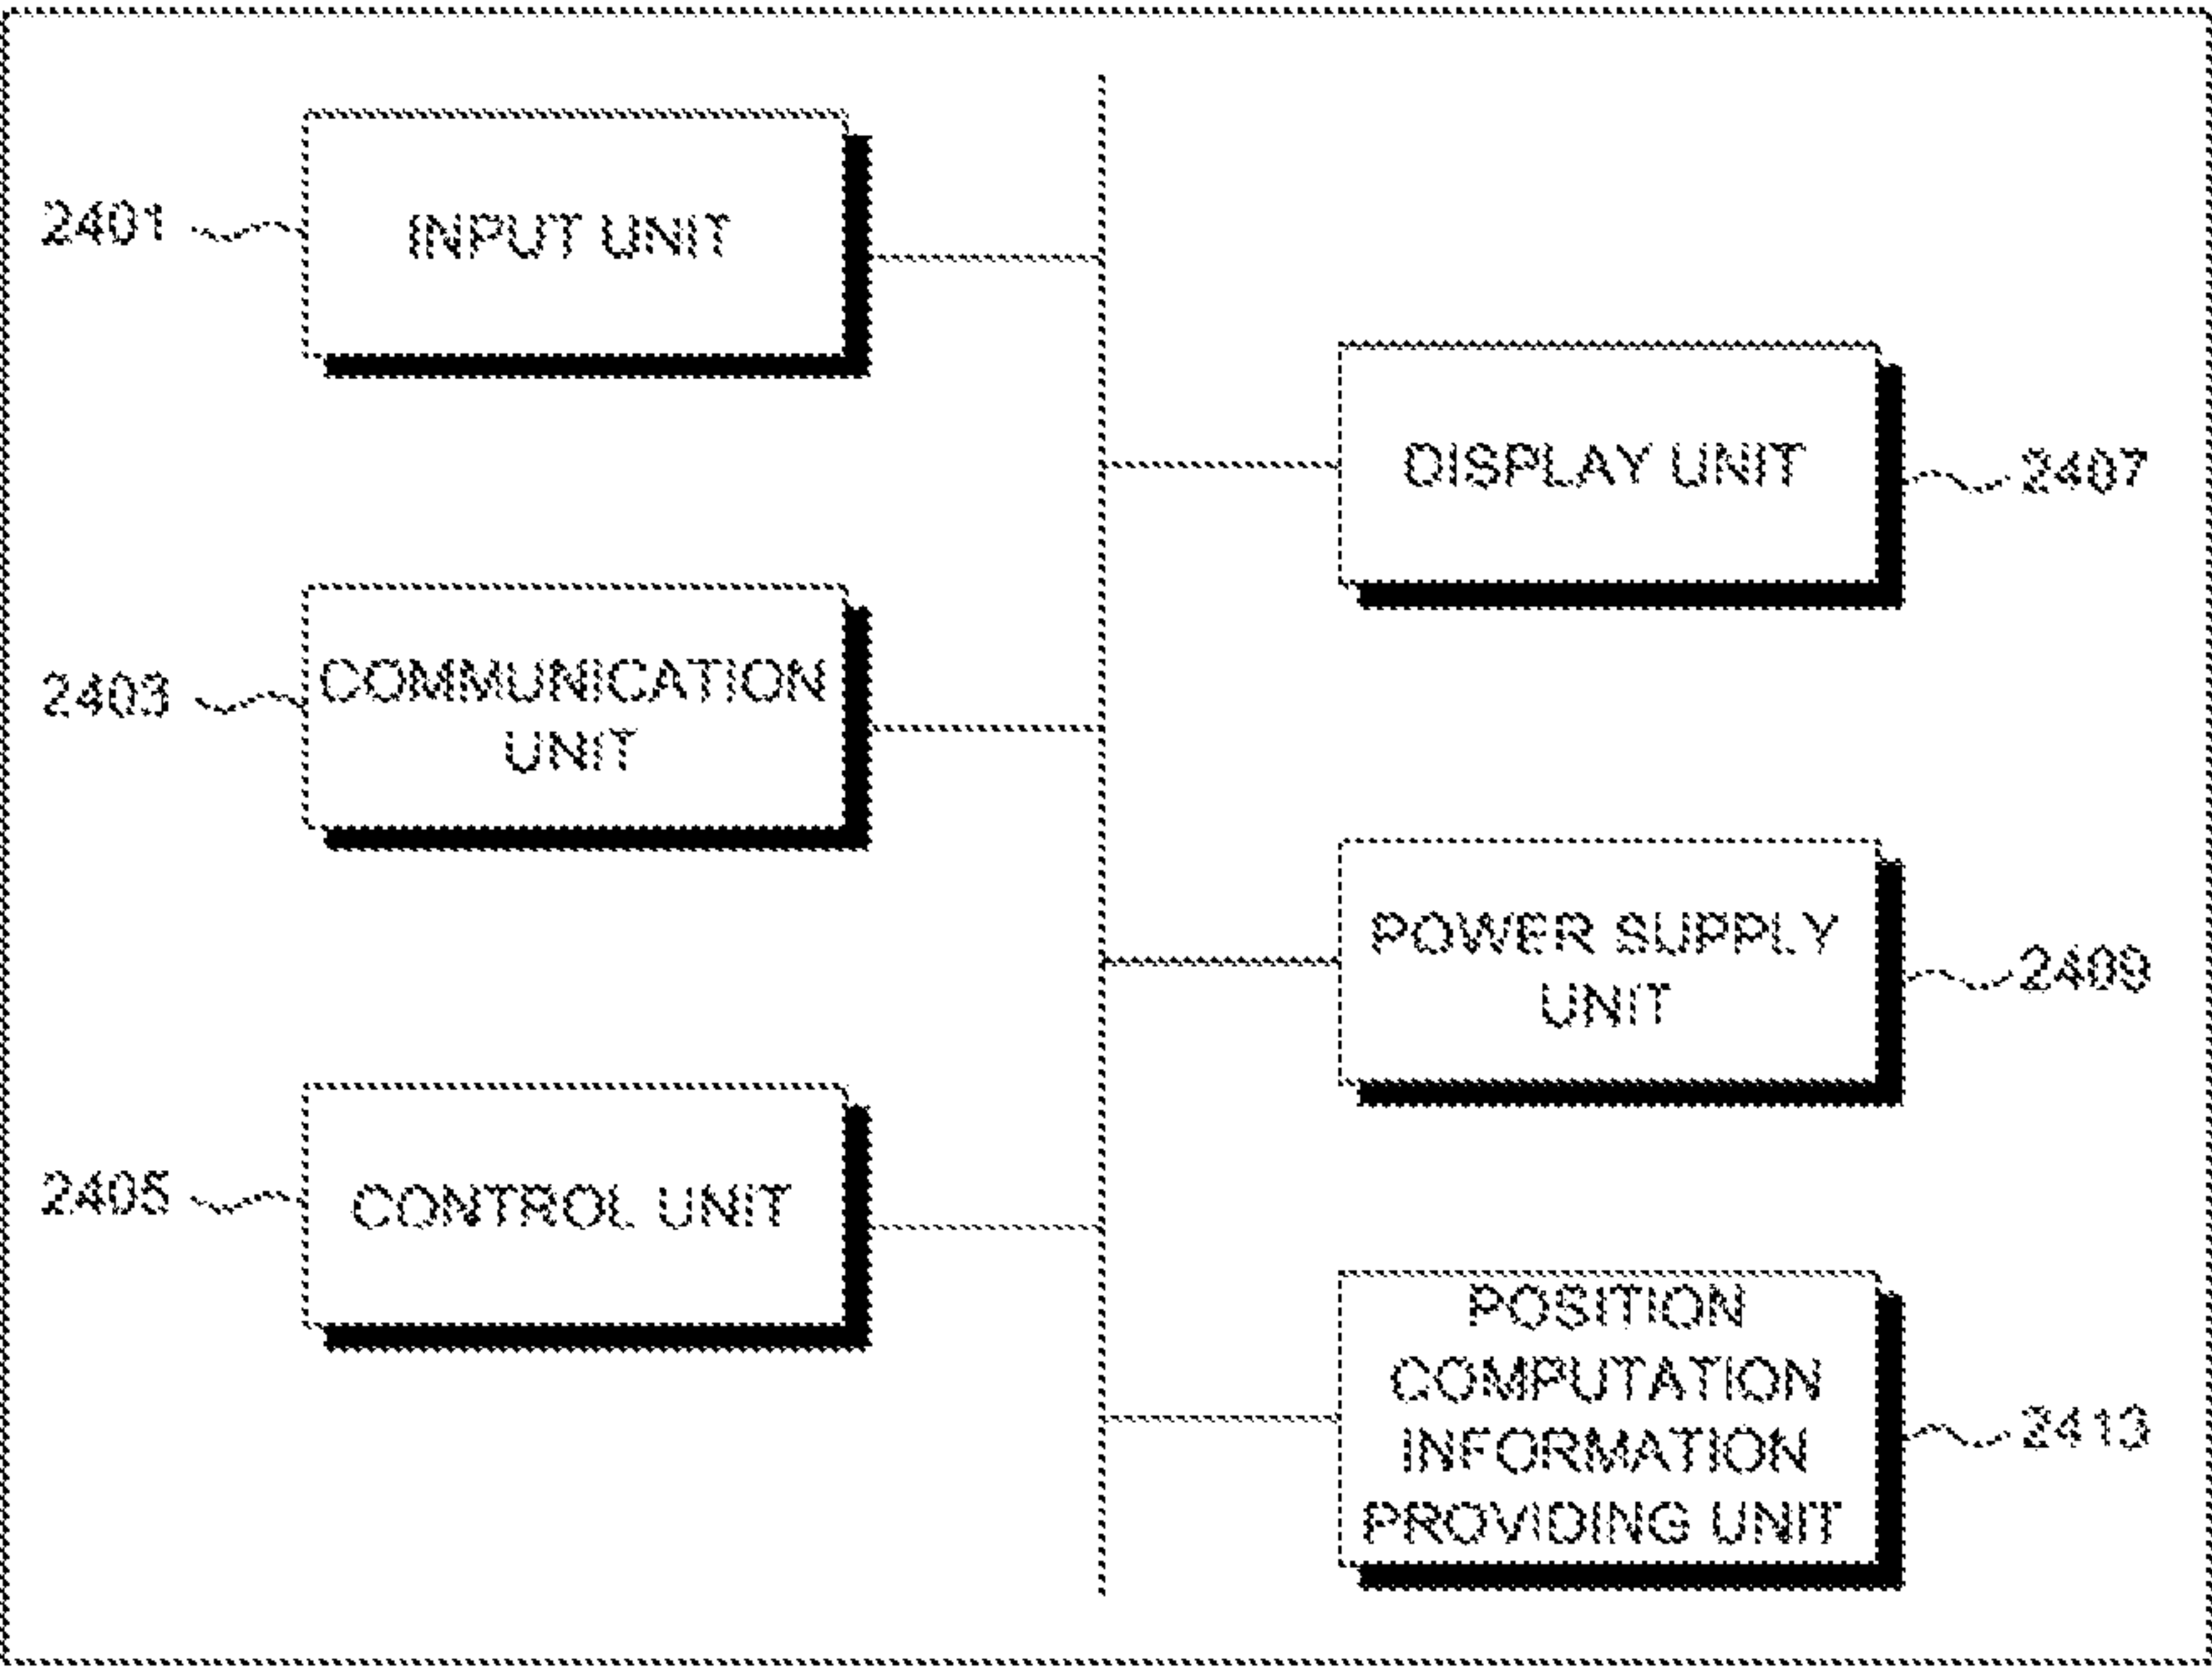 2401
INPUT UNIT
DISPLAY UNIT
2407
2403
COMMUNICATION
UNIT
POWER SUPPLY
UNIT
2409
2405
CONTROL UNIT
POSITION
COMPUTATION
INFORMATION
PROVIDING UNIT
2413